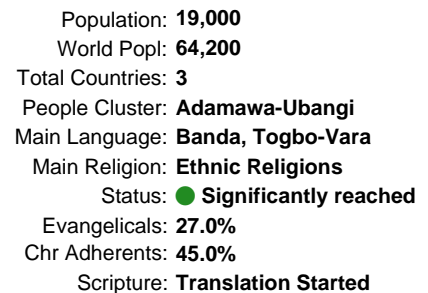 Population: 19,000
World Popl: 64,200
Total Countries: 3
People Cluster: Adamawa-Ubangi
Main Language: Banda, Togbo-Vara
Main Religion: Ethnic Religions
Status: Significantly reached
Evangelicals: 27.0%
Chr Adherents: 45.0%
Scripture: Translation Started